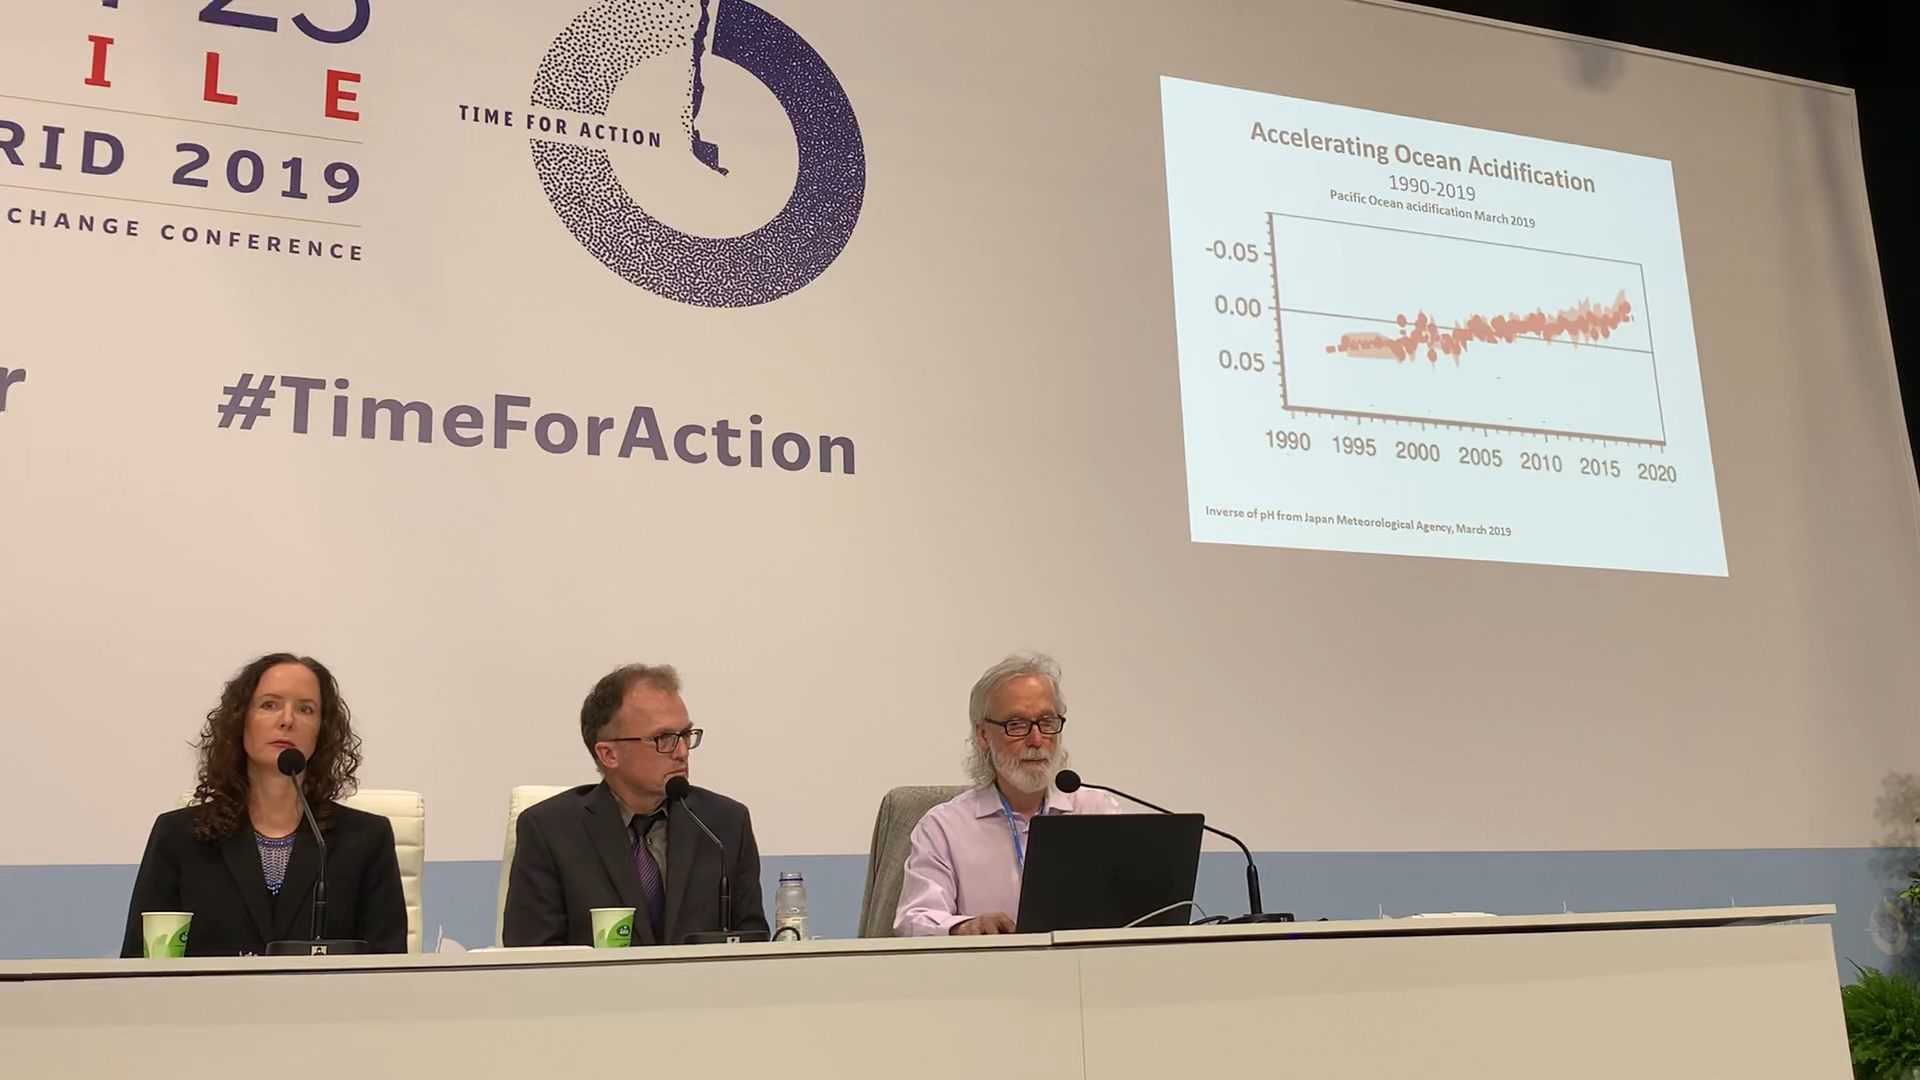 25
ILE
RID 2019
CHANGE CONFERENCE
TIME FOR ACTION
r
#TimeForAction
Accelerating Ocean Acidification
1990-2019
Pacific Ocean acidification March 2019
-0.05
0.00
0.05
1990 1995 2000 2005 2010 2015 2020
Inverse of pH from Japan Meteorological Agency, March 2019